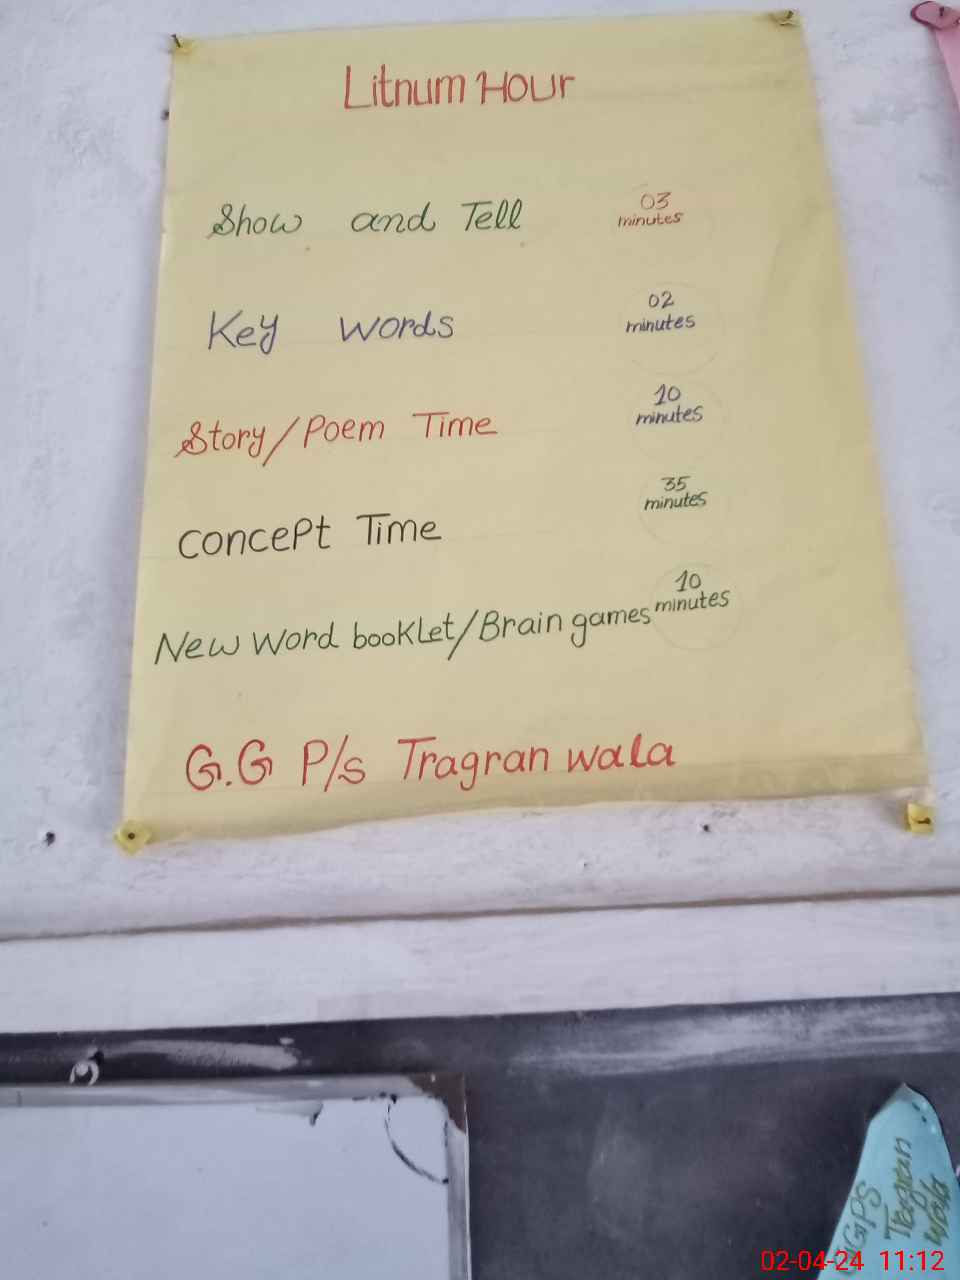 Litnum Hour
Show and Tell 03 minutes
Key words 02 minutes
Story/Poem Time 10 minutes
Concept Time 35 minutes
New Word booklet/Brain games 10 minutes
G.G P/s Tragran wala
GPS
Tragran
wala
02-04-24 11:12